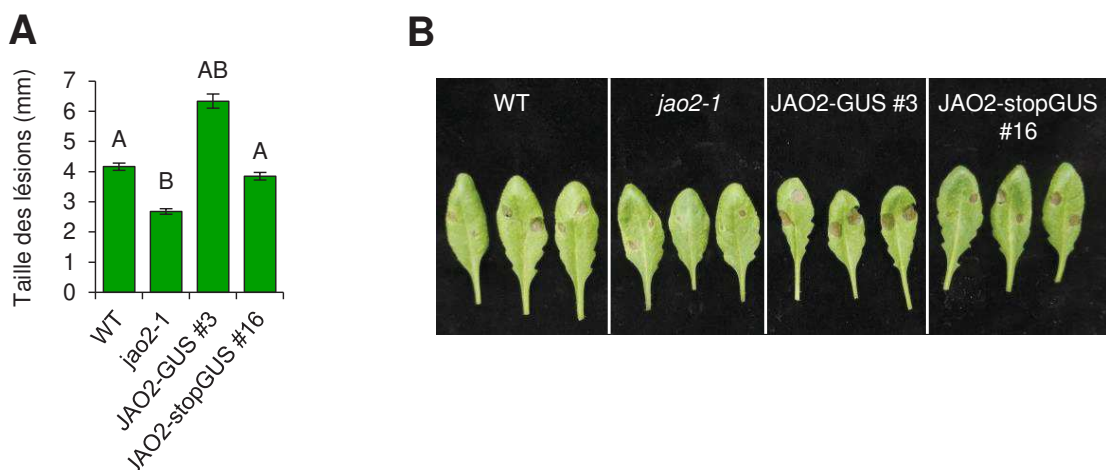 A
Taille des lésions (mm)
7
6
5
4
3
2
1
0
A
B
AB
A
WT
jao2-1
JAO2-GUS #3
JAO2-stopGUS #16
B
WT
jao2-1
JAO2-GUS #3
JAO2-stopGUS
#16